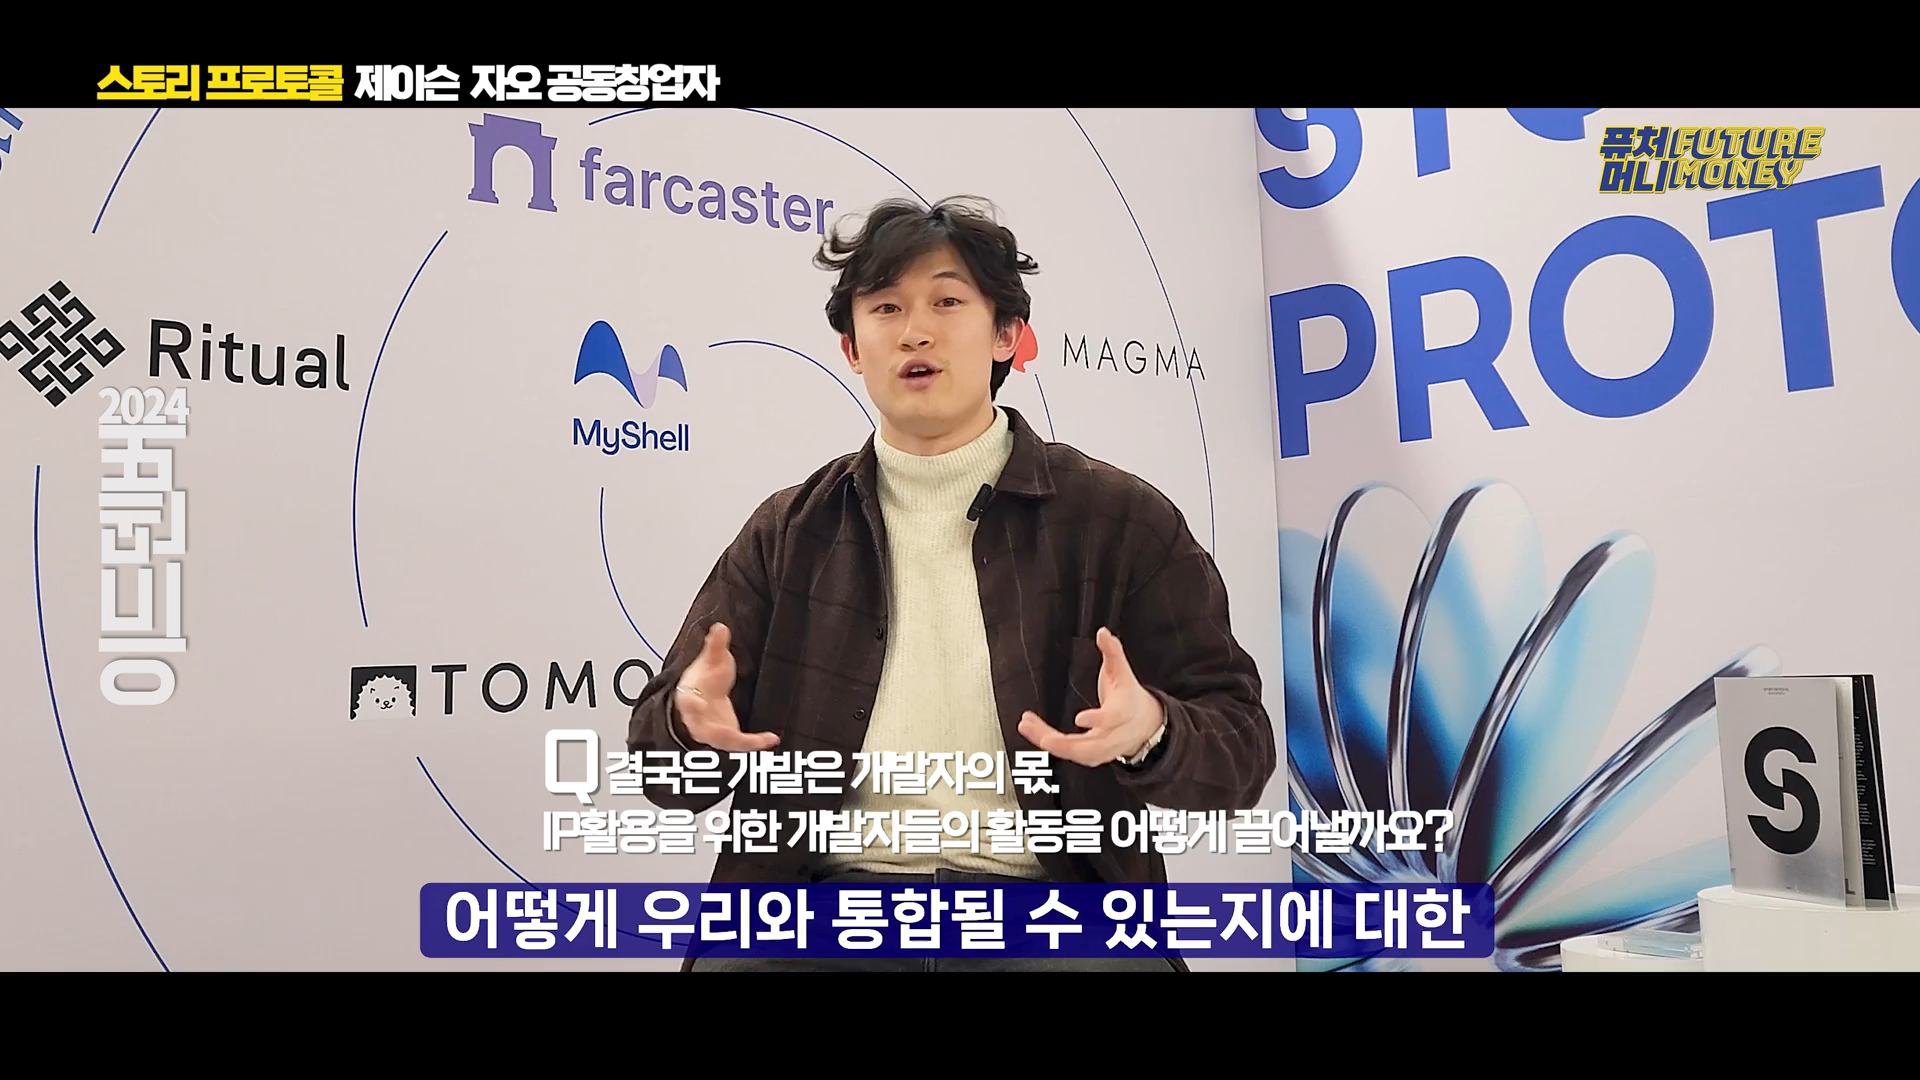 스토리 프로토콜 제이슨 자오 공동창업자
퓨처 FUTURE
머니 MONEY
farcaster
PROTO
Ritual
MAGMA
MyShell
2024
TOMO
S
Q 결국은 개발은 개발자의 몫.
IP활용을 위한 개발자들의 활동을 어떻게 끌어낼까요?
어떻게 우리와 통합될 수 있는지에 대한